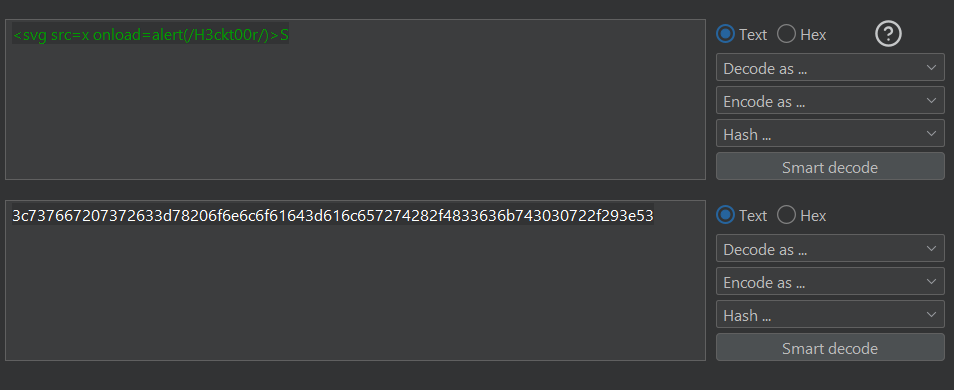 <svg src=x onload=alert(/H3ckt00r/)>S
Text Hex ?
Decode as ...
Encode as ...
Hash ...
Smart decode
3c737667207372633d78206f6e6c6f61643d616c657274282f4833636b743030722f293e53
Text Hex
Decode as ...
Encode as ...
Hash ...
Smart decode